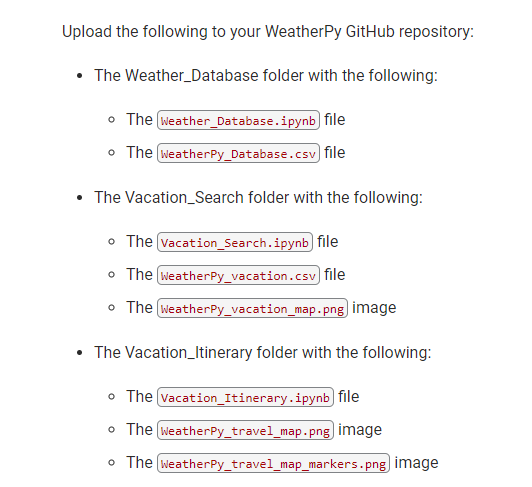 Upload the following to your WeatherPy GitHub repository:
The Weather_Database folder with the following:
The Weather_Database.ipynb file
The WeatherPy_Database.csv file
The Vacation_Search folder with the following:
The Vacation_Search.ipynb file
The WeatherPy_vacation.csv file
The WeatherPy_vacation_map.png image
The Vacation_Itinerary folder with the following:
The Vacation_Itinerary.ipynb file
The WeatherPy_travel_map.png image
The WeatherPy_travel_map_markers.png image